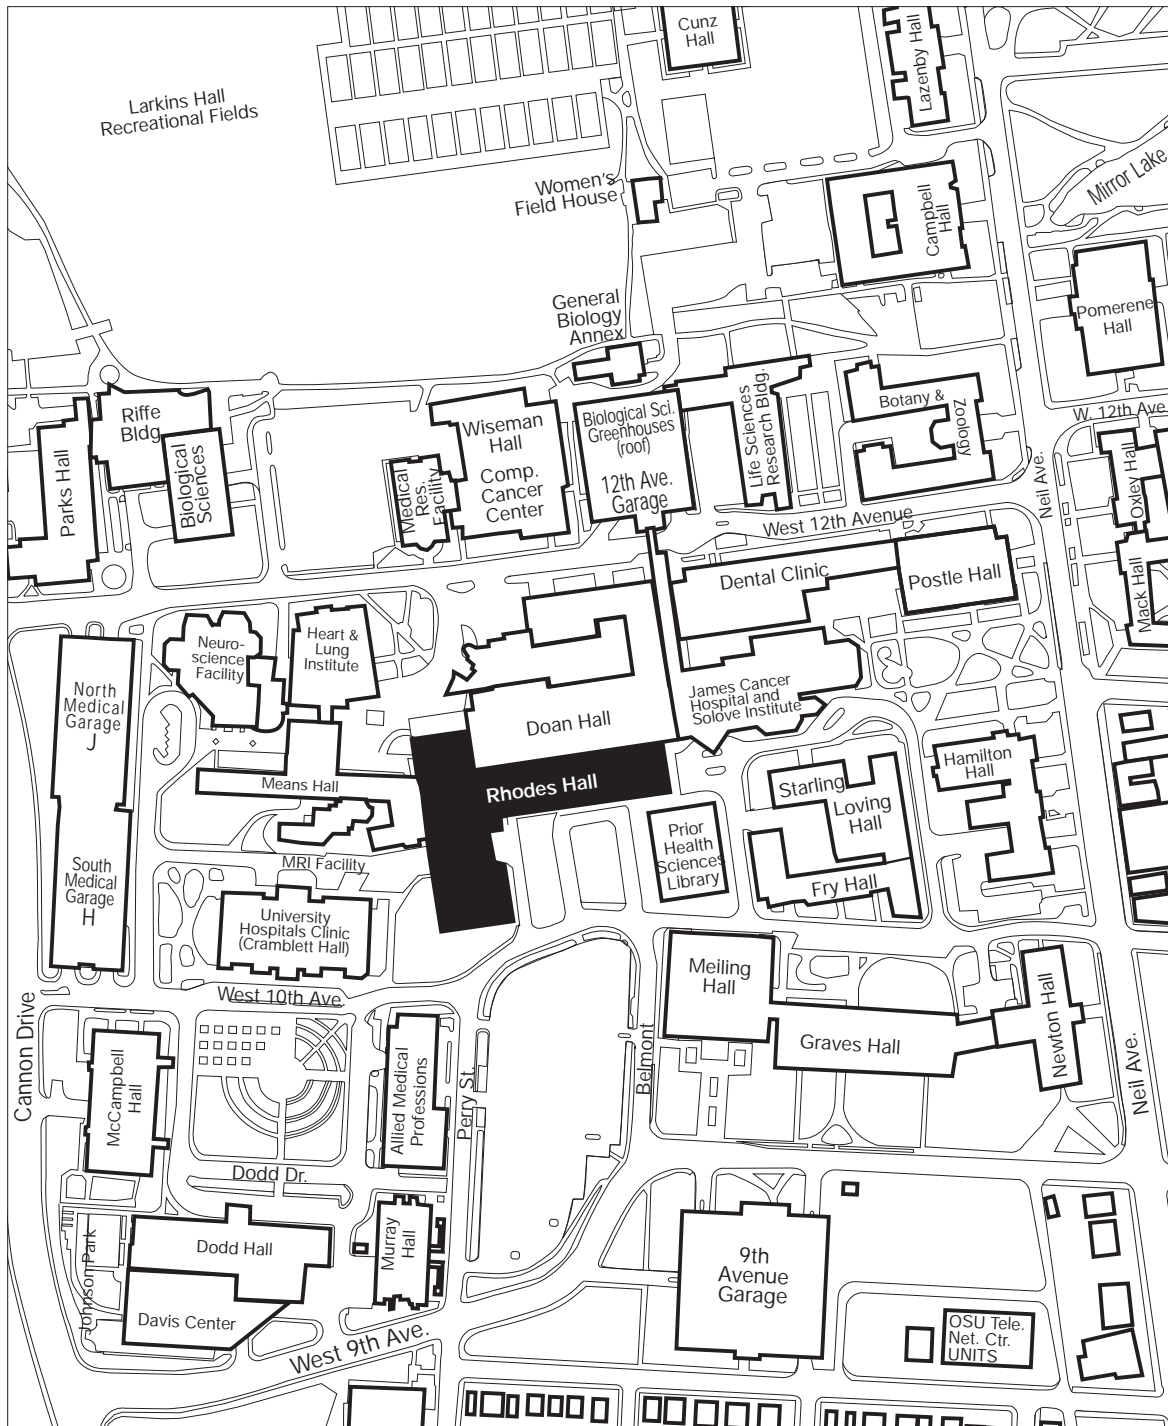 Cunz
Hall
Lazenby Hall
Larkins Hall
Recreational Fields
Mirror Lake
Women's
Field House
Campbell
Hall
General
Biology
Annex
Pomerene
Hall
Riffe
Bldg
Biological
Sciences
Parks Hall
Wiseman
Hall
Comp.
Cancer
Center
Medical
Res.
Facility
Biological Sci.
Greenhouses
(roof)
12th Ave.
Garage
Life Sciences
Research Bldg.
Botany &
Zoology
W. 12th Ave
Oxley Hall
Neil Ave.
West 12th Avenue
Mack Hall
Dental Clinic
Postle Hall
Neuro-
science
Facility
Heart &
Lung
Institute
North
Medical
Garage
J
James Cancer
Hospital and
Solove Institute
Doan Hall
Rhodes Hall
Means Hall
Hamilton
Hall
Starling
Loving
Hall
Prior
Health
Sciences
Library
MRI Facility
South
Medical
Garage
H
Fry Hall
University
Hospitals Clinic
(Cramblett Hall)
Meiling
Hall
Newton Hall
West 10th Ave.
Cannon Drive
Graves Hall
Belmont
Neil Ave.
McCampbell
Hall
Allied Medical
Professions
Perry St.
Dodd Dr.
Johnson Park
Dodd Hall
Murray
Hall
9th
Avenue
Garage
Davis Center
West 9th Ave.
OSU Tele.
Net. Ctr.
UNITS